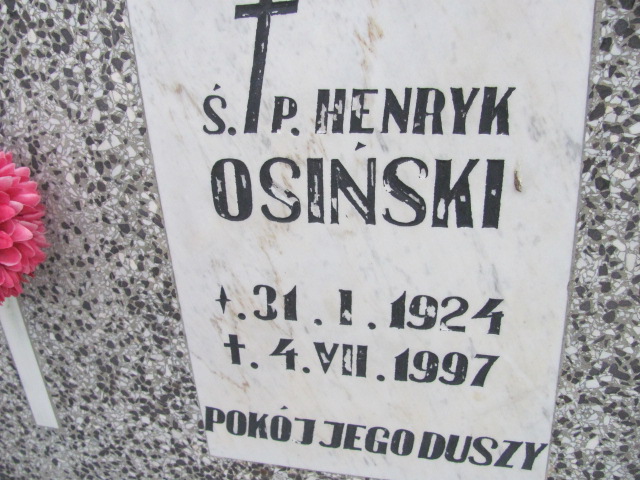 Ś. P. HENRYK
OSIŃSKI
. 31 . I . 1924
†. 4. VII . 1997
POKÓJ JEGO DUSZY